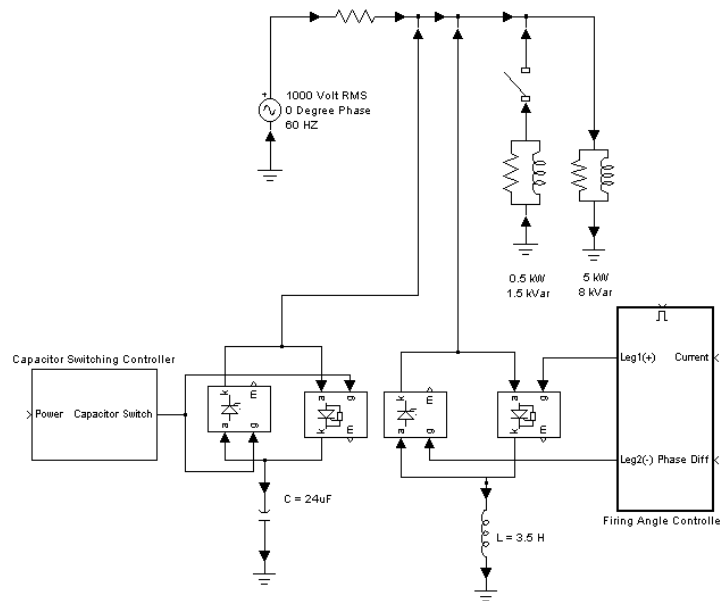 +
1000 Volt RMS
0 Degree Phase
60 HZ
0.5 kW
1.5 kVar
5 kW
8 kVar
Capacitor Switching Controller
Power Capacitor Switch
k
m
a
g
a
g
k
m
k
m
a
g
a
g
k
m
Leg1(+) Current
Leg2(-) Phase Diff
Firing Angle Controlle
C = 24uF
L = 3.5 H